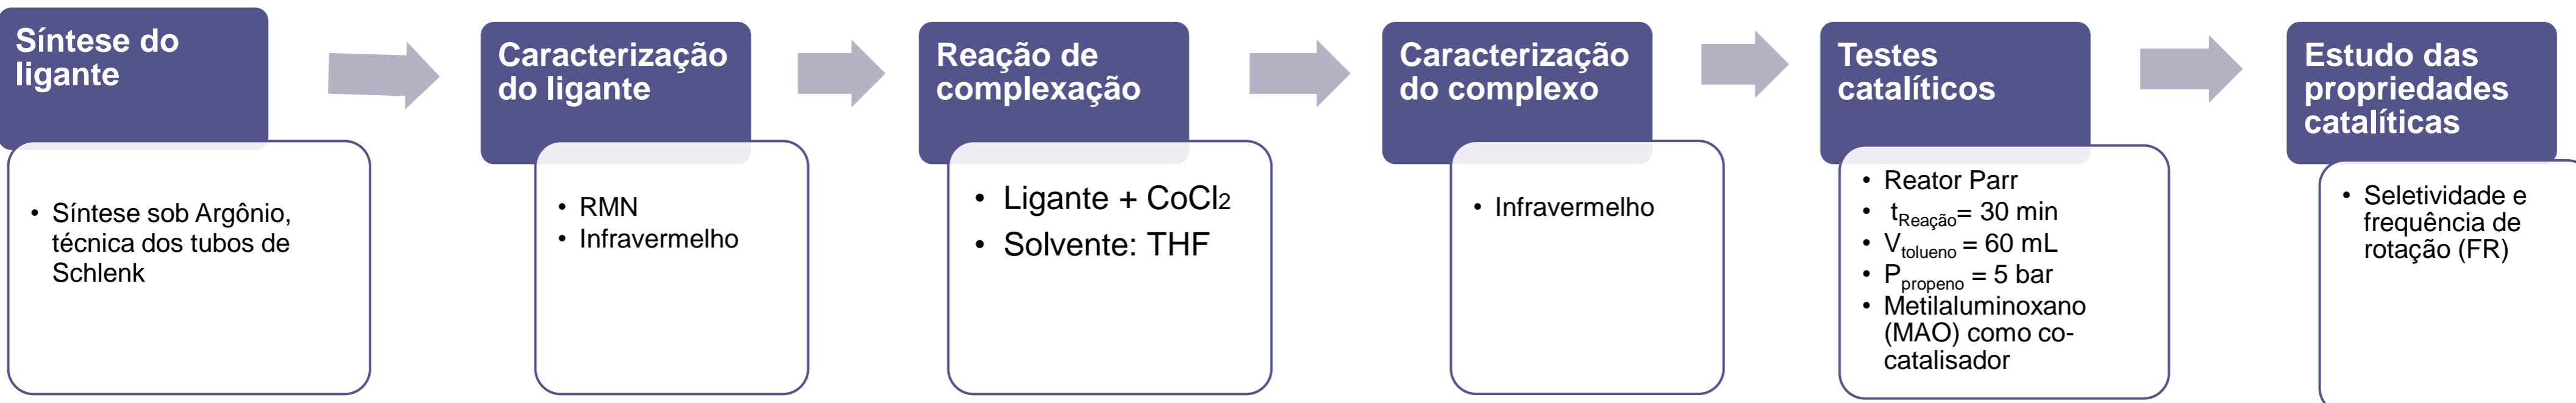 Síntese do
ligante
• Síntese sob Argônio,
técnica dos tubos de
Schlenk
Caracterização
do ligante
• RMN
• Infravermelho
Reação de
complexação
• Ligante + CoCl2
• Solvente: THF
Caracterização
do complexo
• Infravermelho
Testes
catalíticos
• Reator Parr
• tReação= 30 min
• Vtolueno = 60 mL
• Ppropeno = 5 bar
• Metilaluminoxano
(MAO) como co-
catalisador
Estudo das
propriedades
catalíticas
• Seletividade e
frequência de
rotação (FR)